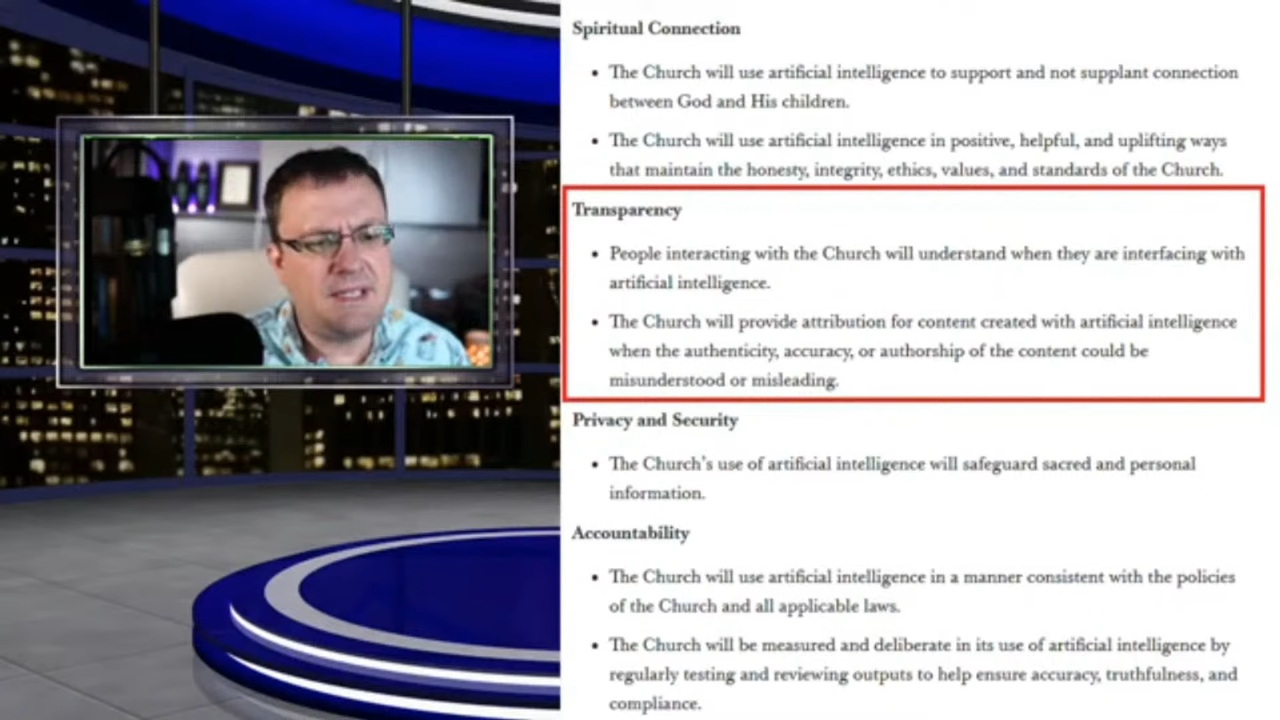 Spiritual Connection
• The Church will use artificial intelligence to support and not supplant connection
between God and His children.
• The Church will use artificial intelligence in positive, helpful, and uplifting ways
that maintain the honesty, integrity, ethics, values, and standards of the Church.
Transparency
• People interacting with the Church will understand when they are interfacing with
artificial intelligence.
• The Church will provide attribution for content created with artificial intelligence
when the authenticity, accuracy, or authorship of the content could be
misunderstood or misleading.
Privacy and Security
• The Church's use of artificial intelligence will safeguard sacred and personal
information.
Accountability
• The Church will use artificial intelligence in a manner consistent with the policies
of the Church and all applicable laws.
• The Church will be measured and deliberate in its use of artificial intelligence by
regularly testing and reviewing outputs to help ensure accuracy, truthfulness, and
compliance.